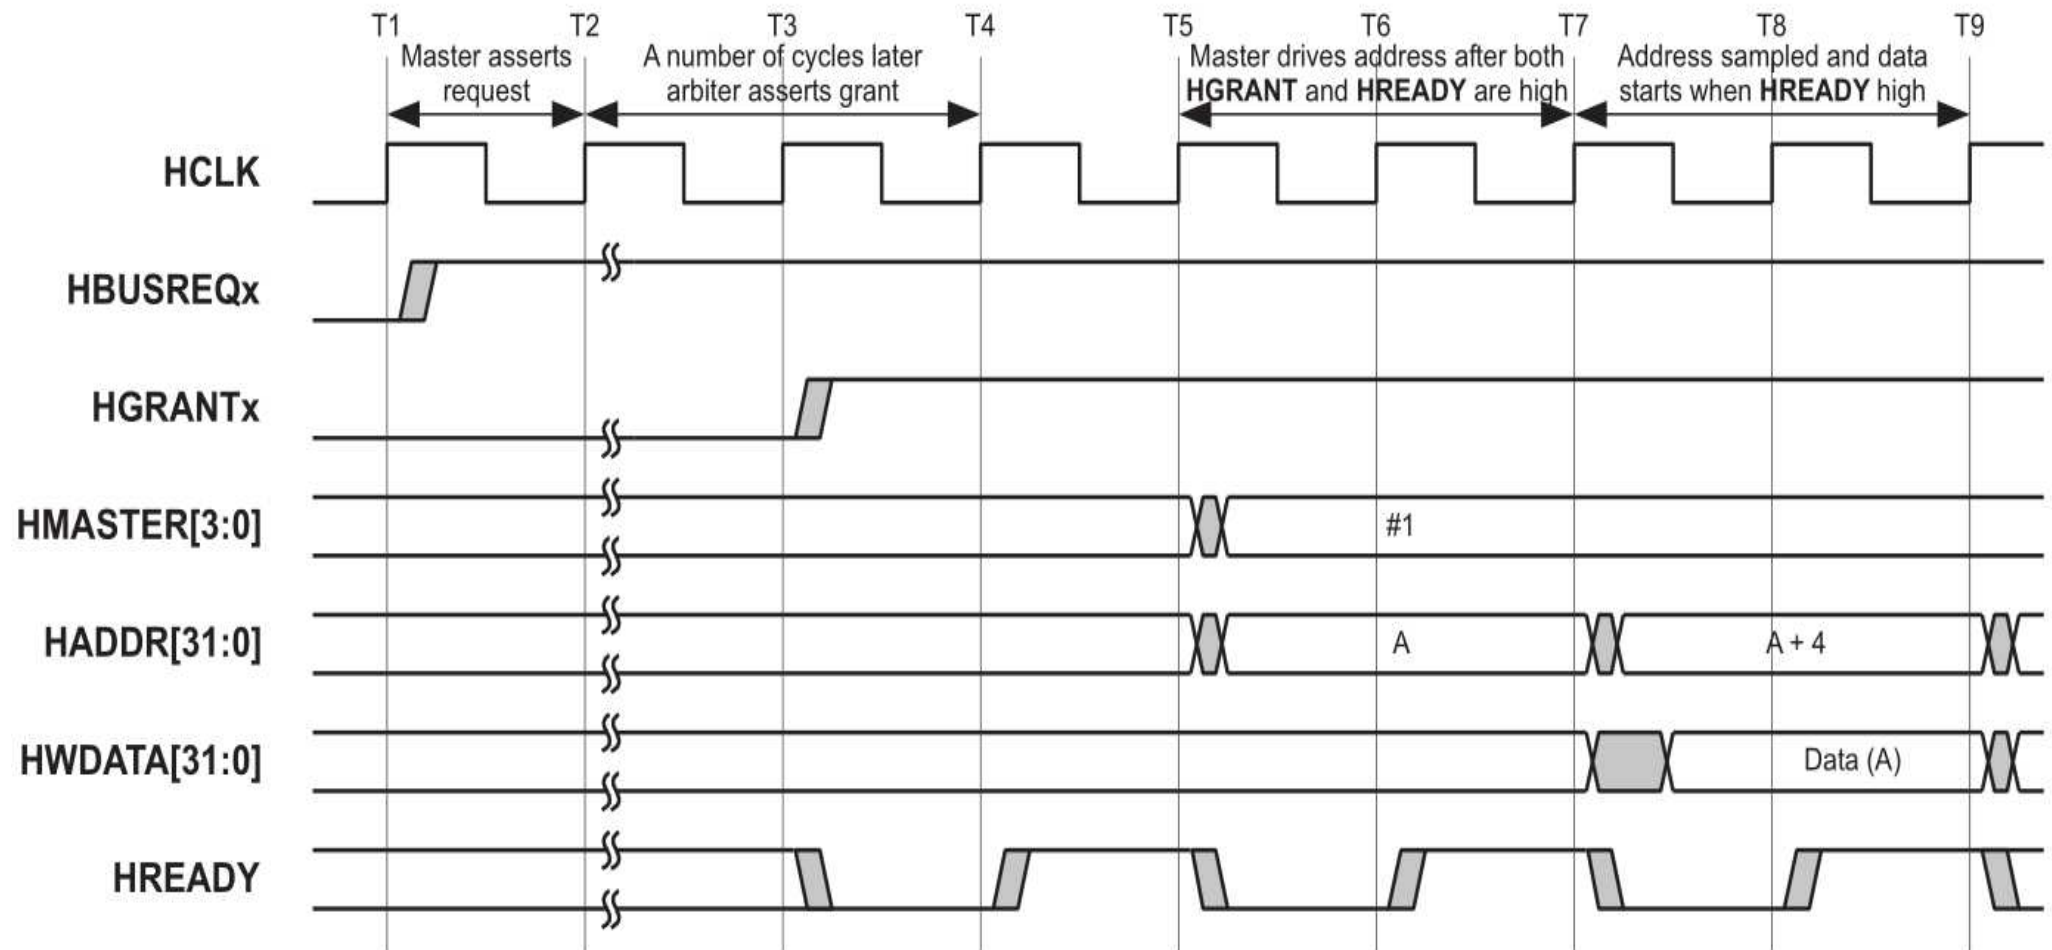 T1 T2 T3 T4 T5 T6 T7 T8 T9
Master asserts
request
A number of cycles later
arbiter asserts grant
Master drives address after both
HGRANT and HREADY are high
Address sampled and data
starts when HREADY high
HCLK
HBUSREQx
HGRANTx
HMASTER[3:0]
#1
HADDR[31:0]
A
A + 4
HWDATA[31:0]
Data (A)
HREADY